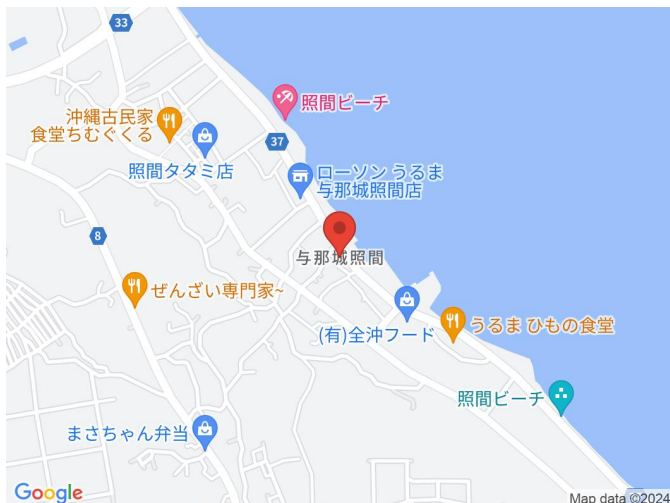 33
照間ビーチ
沖縄古民家
食堂ちむぐくる
37
照間タタミ店
ローソン うるま
与那城照間店
8
与那城照間
ぜんざい専門家~
(有)全沖フード
うるま ひもの食堂
照間ビーチ
まさちゃん弁当
Google
Map data ©2024